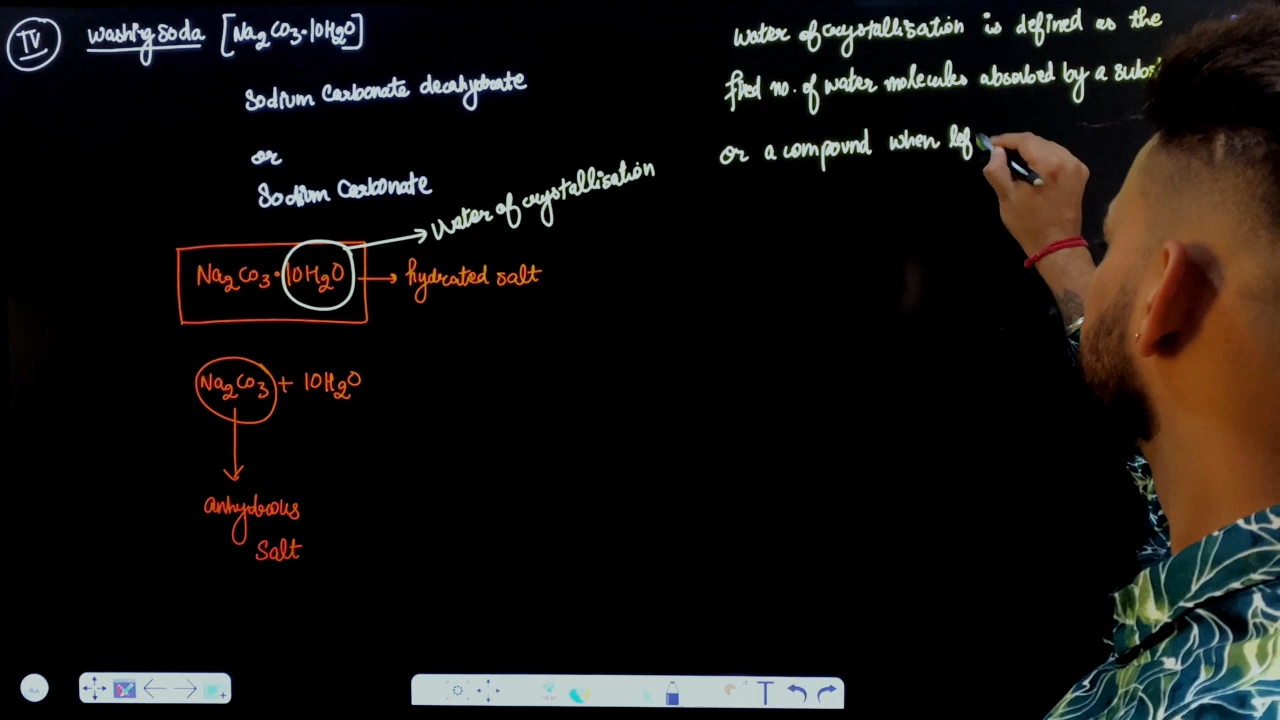 IV Washing Soda [Na2CO3·10H2O]
Sodium Carbonate decahydrate
or
Sodium Carbonate
Water of crystallisation
Na2CO3·10H2O → hydrated salt
Na2CO3 + 10H2O
anhydrous
Salt
Water of crystallisation is defined as the
fixed no. of water molecules absorbed by a subs
or a compound when lef
T